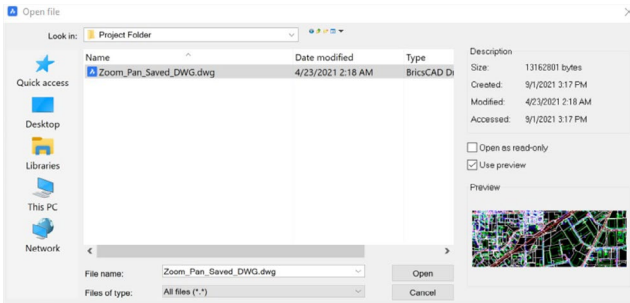 Open file
Look in: Project Folder
Name Date modified Type
Zoom_Pan_Saved_DWG.dwg 4/23/2021 2:18 AM BricsCAD Dr
Quick access
Desktop
Libraries
This PC
Network
File name: Zoom_Pan_Saved_DWG.dwg Open
Files of type: All files (*.*) Cancel
Description
Size: 13162801 bytes
Created: 9/1/2021 3:17 PM
Modified: 4/23/2021 2:18 AM
Accessed: 9/1/2021 3:17 PM
Open as read-only
Use preview
Preview